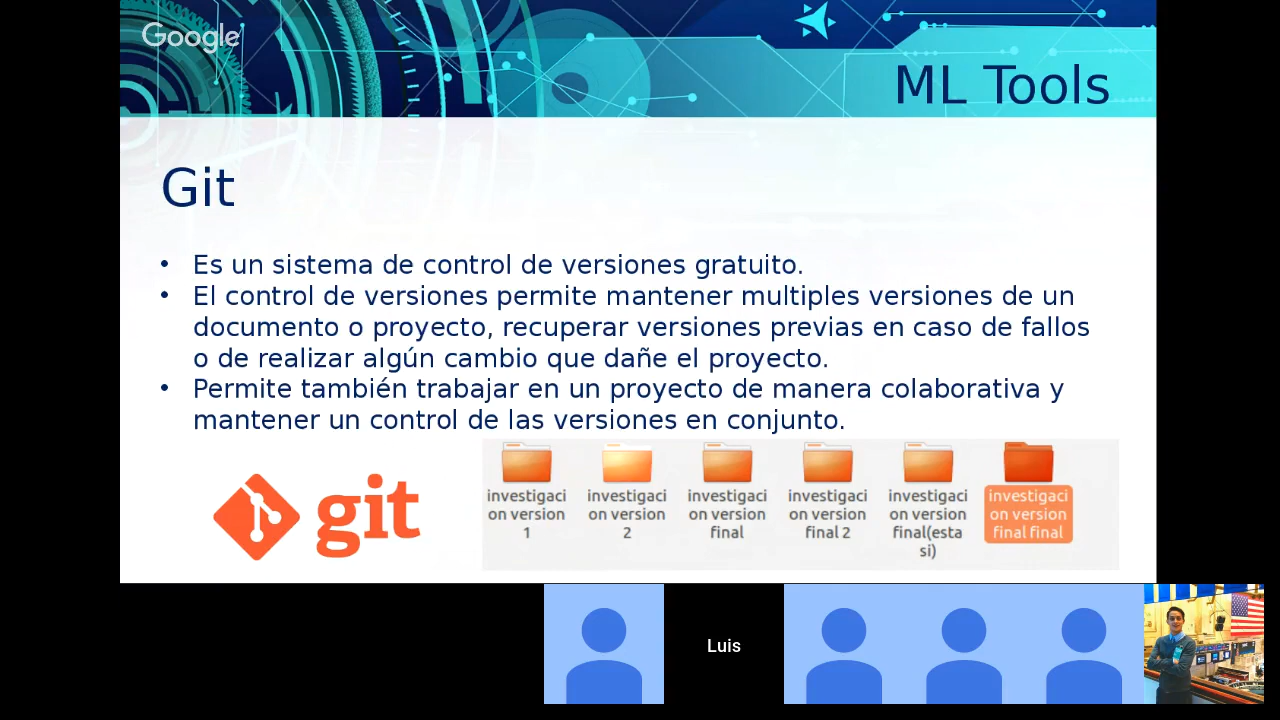 Google
ML Tools
Git
• Es un sistema de control de versiones gratuito.
• El control de versiones permite mantener multiples versiones de un
documento o proyecto, recuperar versiones previas en caso de fallos
o de realizar algún cambio que dañe el proyecto.
• Permite también trabajar en un proyecto de manera colaborativa y
mantener un control de las versiones en conjunto.
git
investigaci
on version
1
investigaci
on version
2
investigaci
on version
final
investigaci
on version
final 2
investigaci
on version
final(esta
si)
investigaci
on version
final final
Luis